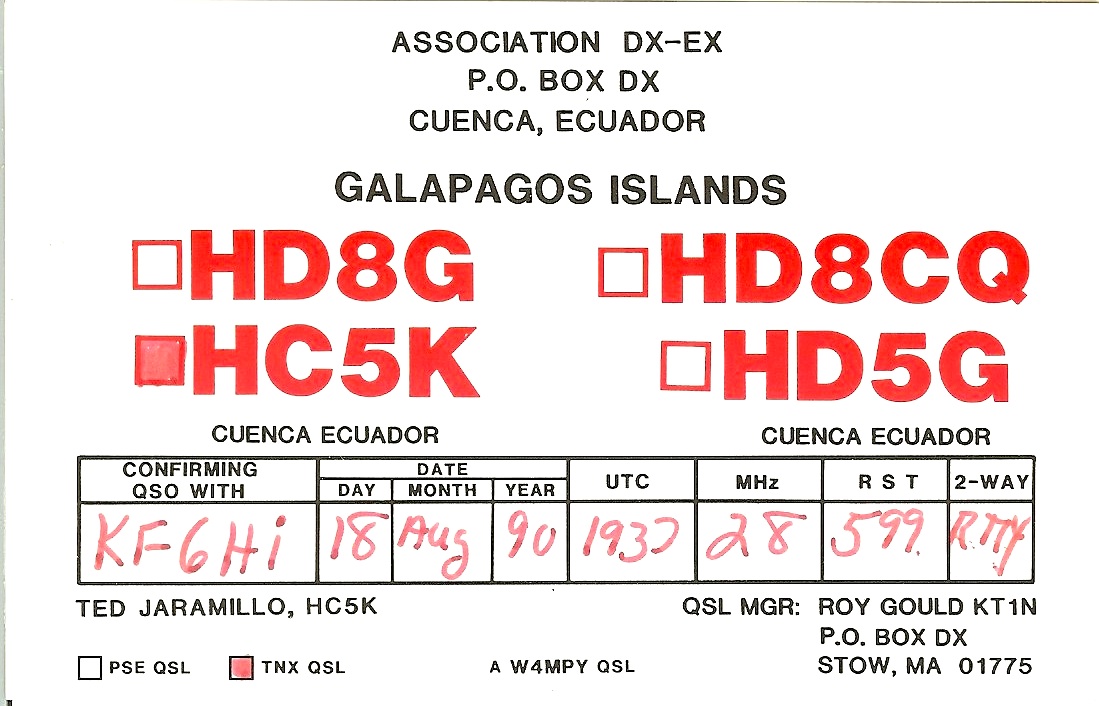 ASSOCIATION DX-EX
P.O. BOX DX
CUENCA, ECUADOR
GALAPAGOS ISLANDS
HD8G HD8CQ
HC5K HD5G
CUENCA ECUADOR CUENCA ECUADOR
CONFIRMING QSO WITH DATE DAY MONTH YEAR UTC MHz RST 2-WAY
KF6Hi 18 Aug 90 1937 28 599 RTTY
TED JARAMILLO, HC5K QSL MGR: ROY GOULD KT1N
P.O. BOX DX
PSE QSL TNX QSL A W4MPY QSL STOW, MA 01775